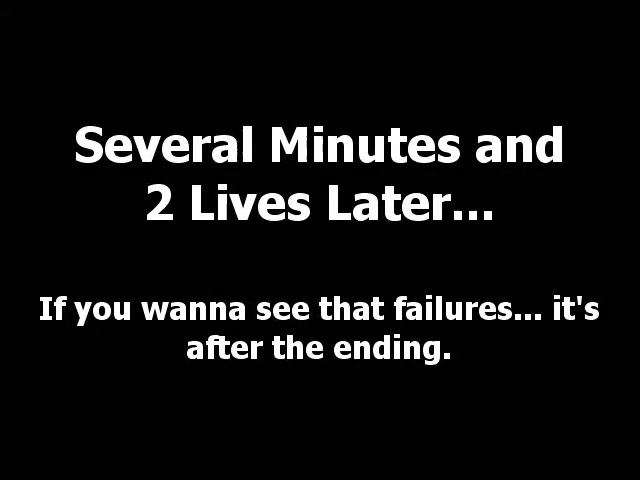 Several Minutes and
2 Lives Later...
If you wanna see that failures... it's
after the ending.